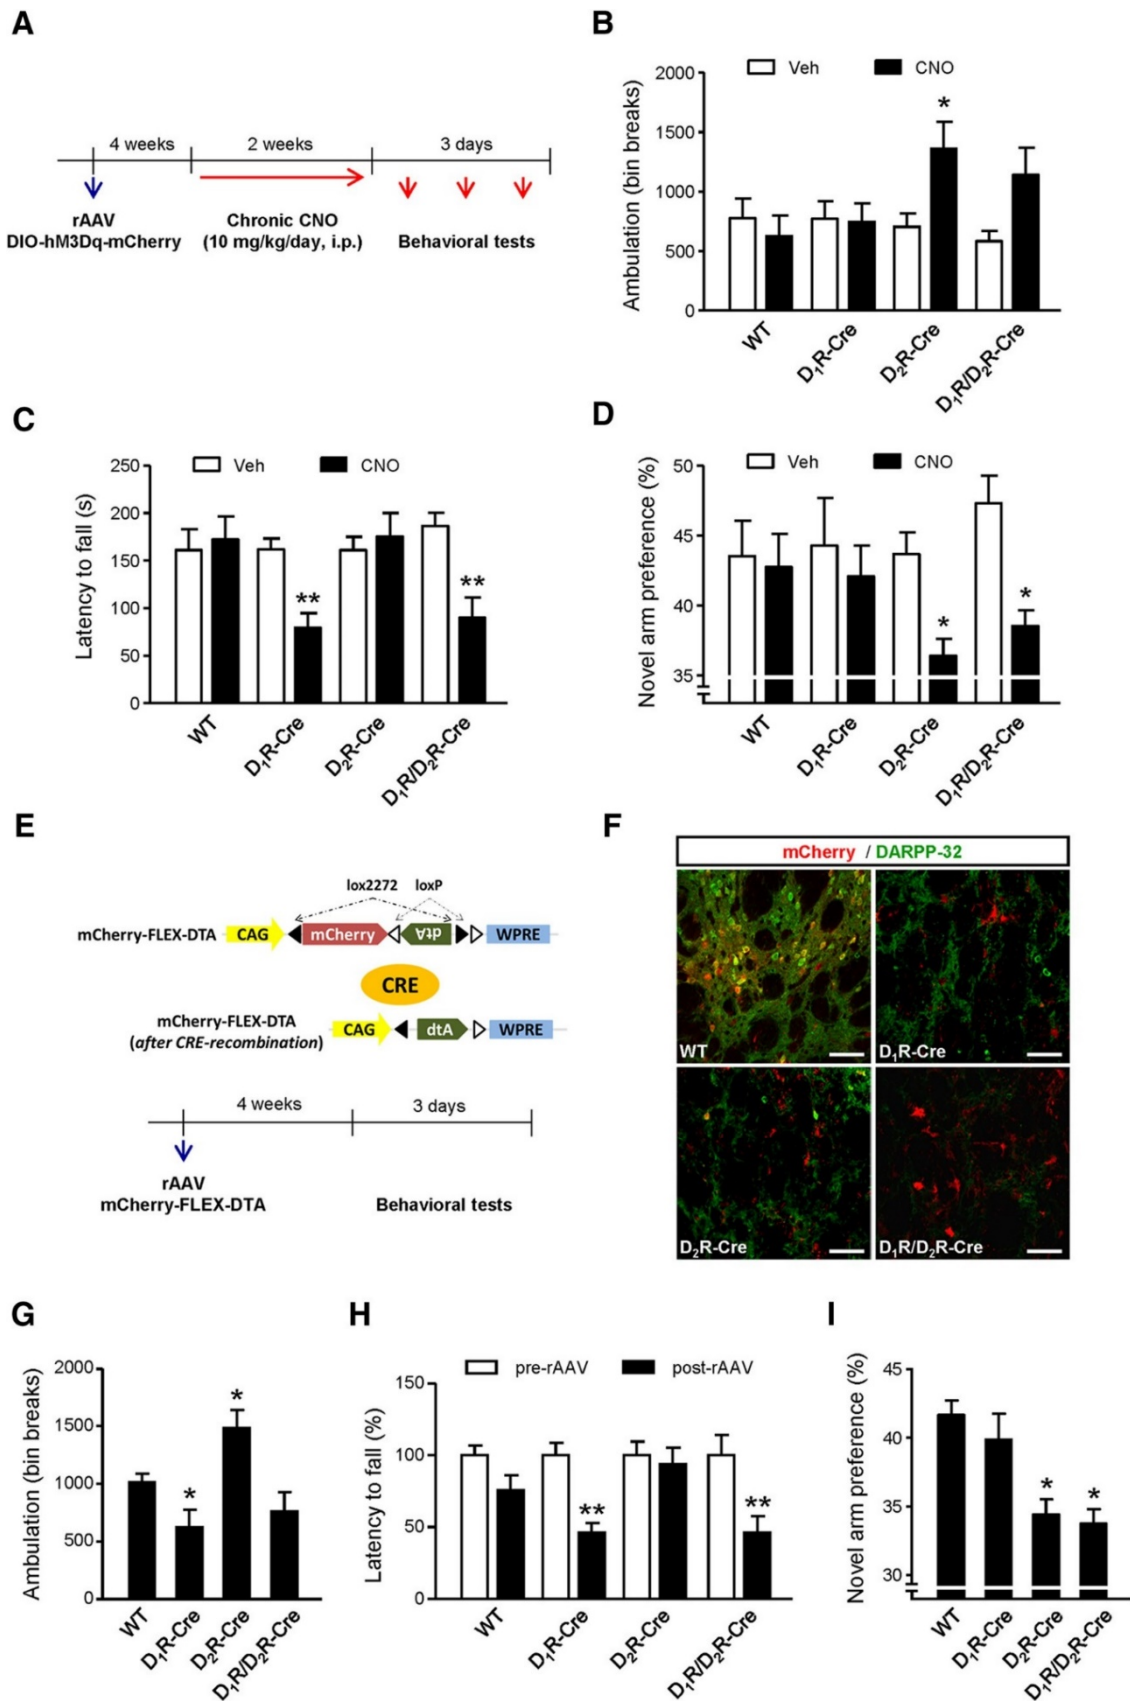 A
4 weeks
2 weeks
3 days
rAAV
DIO-hM3Dq-mCherry
Chronic CNO
(10 mg/kg/day, i.p.)
Behavioral tests
B
Veh
CNO
Ambulation (bin breaks)
2000
1500
1000
500
0
*
WT
D₁R-Cre
D₂R-Cre
D₁R/D₂R-Cre
C
Veh
CNO
Latency to fall (s)
250
200
150
100
50
0
**
**
WT
D₁R-Cre
D₂R-Cre
D₁R/D₂R-Cre
D
Veh
CNO
Novel arm preference (%)
50
45
40
35
*
*
WT
D₁R-Cre
D₂R-Cre
D₁R/D₂R-Cre
E
lox2272
loxP
mCherry-FLEX-DTA
CAG
mCherry
dtA
WPRE
CRE
mCherry-FLEX-DTA
(after CRE-recombination)
CAG
dtA
WPRE
4 weeks
3 days
rAAV
mCherry-FLEX-DTA
Behavioral tests
F
mCherry / DARPP-32
WT
D₁R-Cre
D₂R-Cre
D₁R/D₂R-Cre
G
Ambulation (bin breaks)
2000
1500
1000
500
0
*
*
WT
D₁R-Cre
D₂R-Cre
D₁R/D₂R-Cre
H
pre-rAAV
post-rAAV
Latency to fall (%)
150
100
50
0
**
**
WT
D₁R-Cre
D₂R-Cre
D₁R/D₂R-Cre
I
Novel arm preference (%)
45
40
35
30
*
*
WT
D₁R-Cre
D₂R-Cre
D₁R/D₂R-Cre